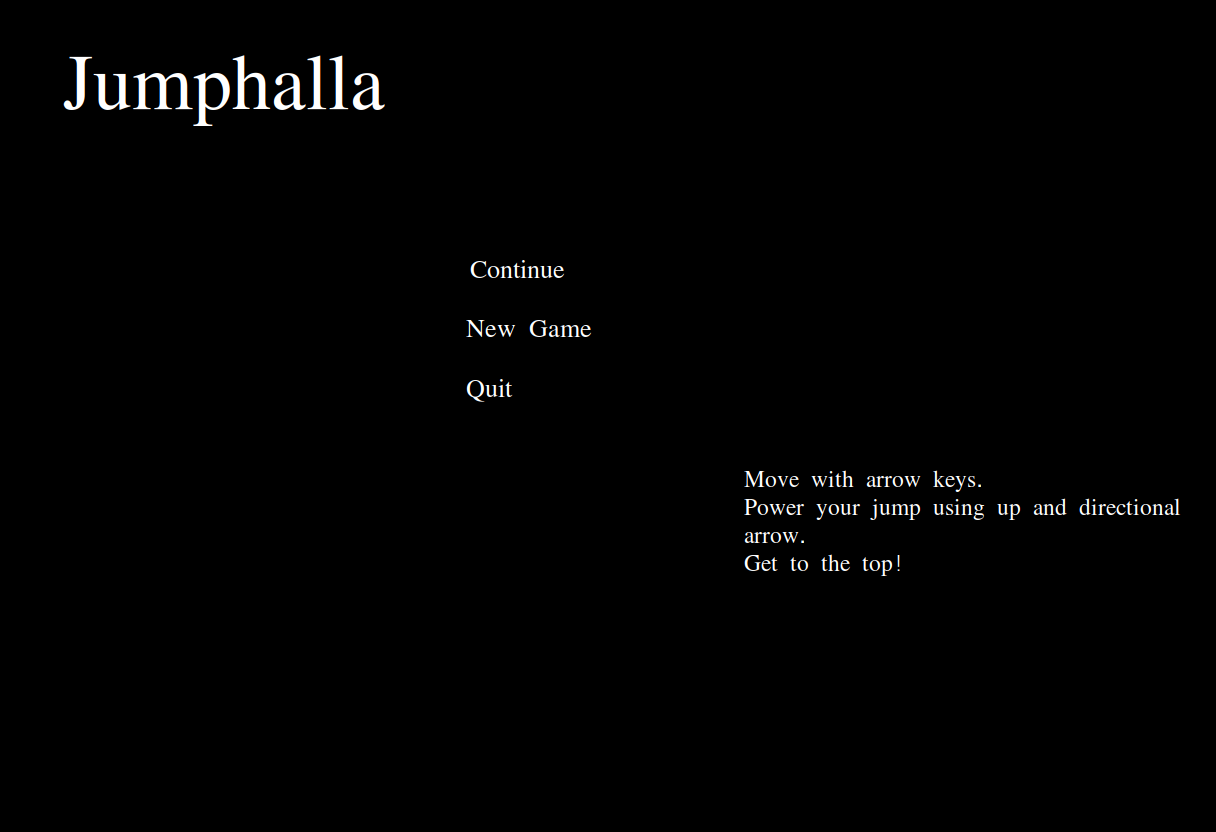 Jumphalla
Continue
New Game
Quit
Move with arrow keys.
Power your jump using up and directional
arrow.
Get to the top!